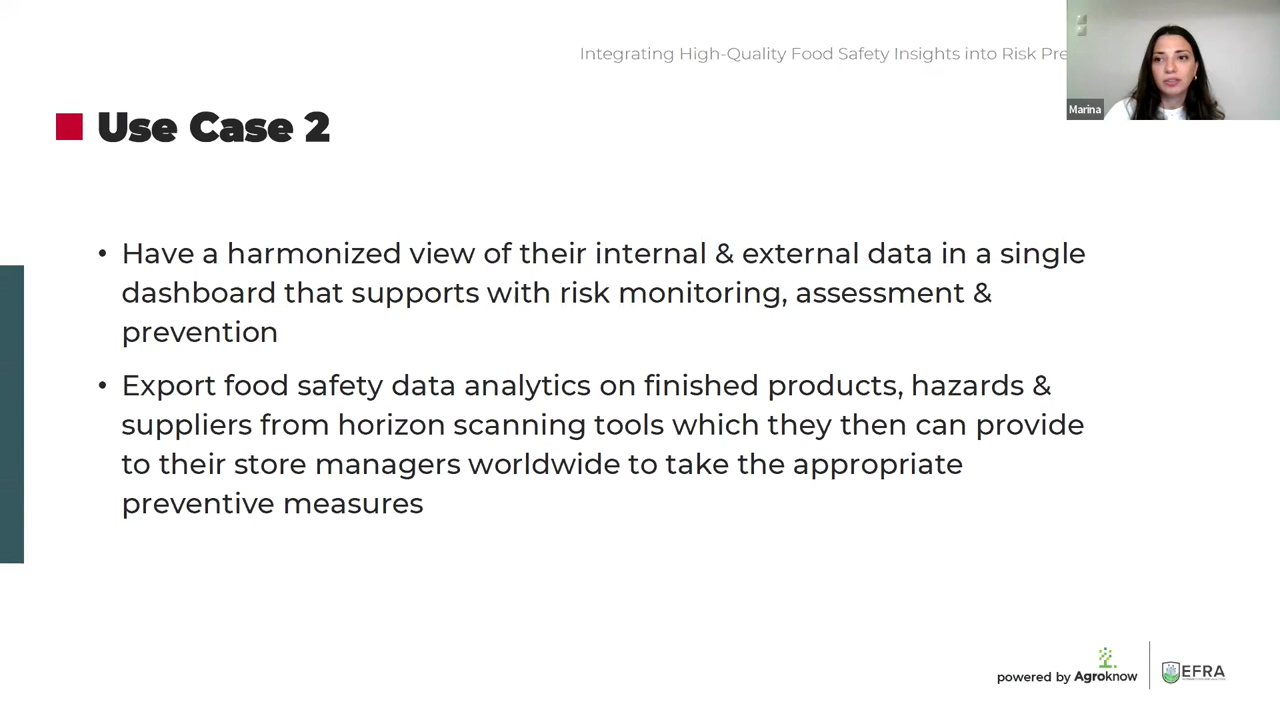 Integrating High-Quality Food Safety Insights into Risk
Marina
Use Case 2
• Have a harmonized view of their internal & external data in a single
dashboard that supports with risk monitoring, assessment &
prevention
• Export food safety data analytics on finished products, hazards &
suppliers from horizon scanning tools which they then can provide
to their store managers worldwide to take the appropriate
preventive measures
powered by Agroknow
EFRA